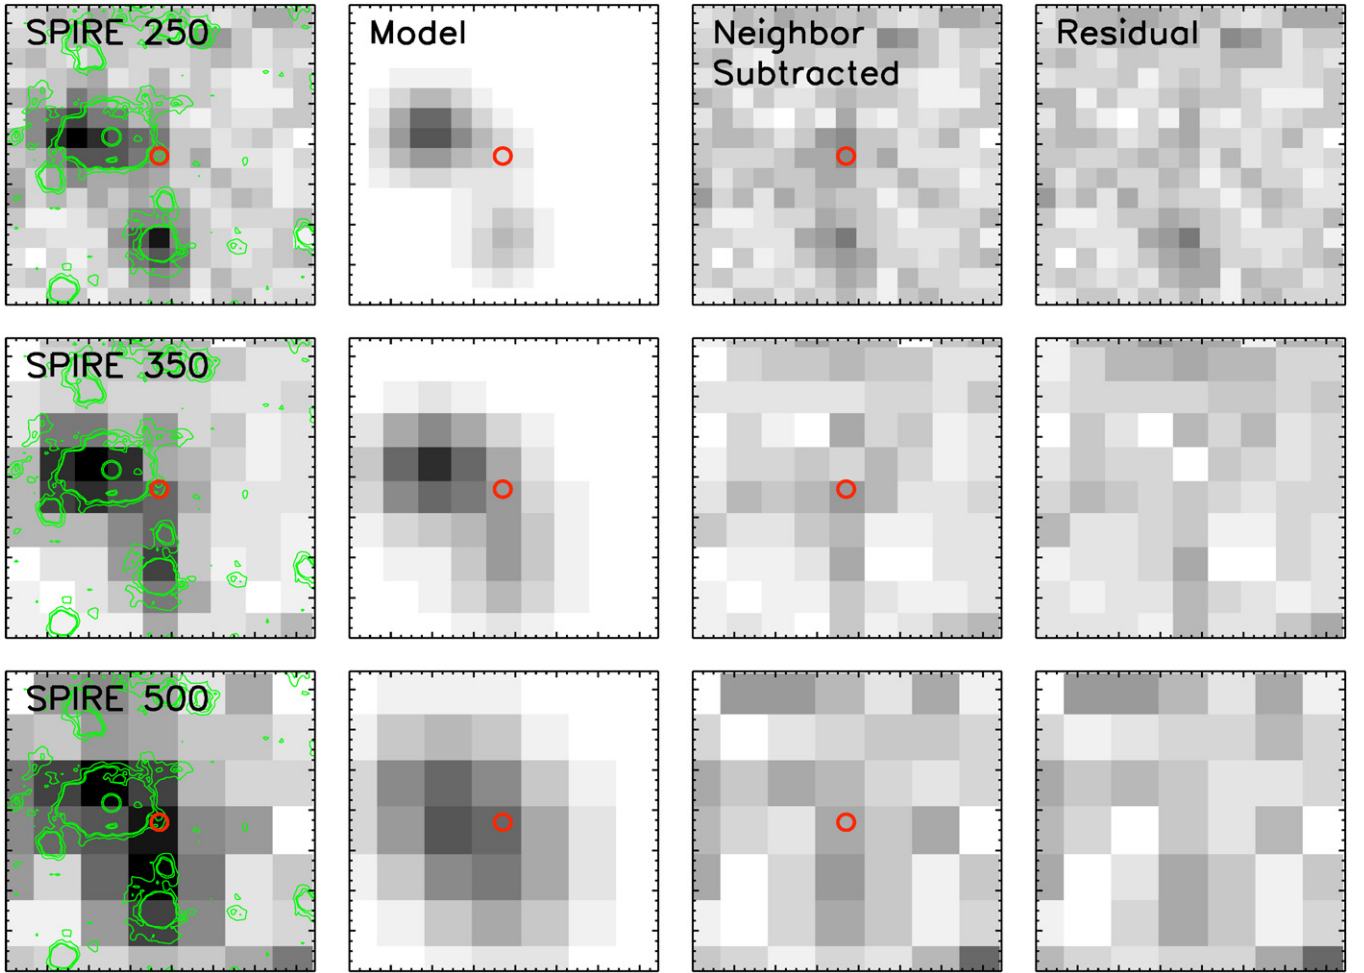 SPIRE 250
Model
Neighbor
Subtracted
Residual
SPIRE 350
SPIRE 500